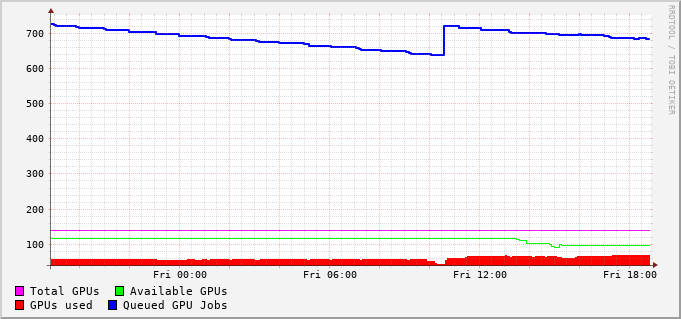 700
600
500
400
300
200
100
Fri 00:00 Fri 06:00 Fri 12:00 Fri 18:00
Total GPUs Available GPUs
GPUs used Queued GPU Jobs
RRDTOOL / TOBI OETIKER